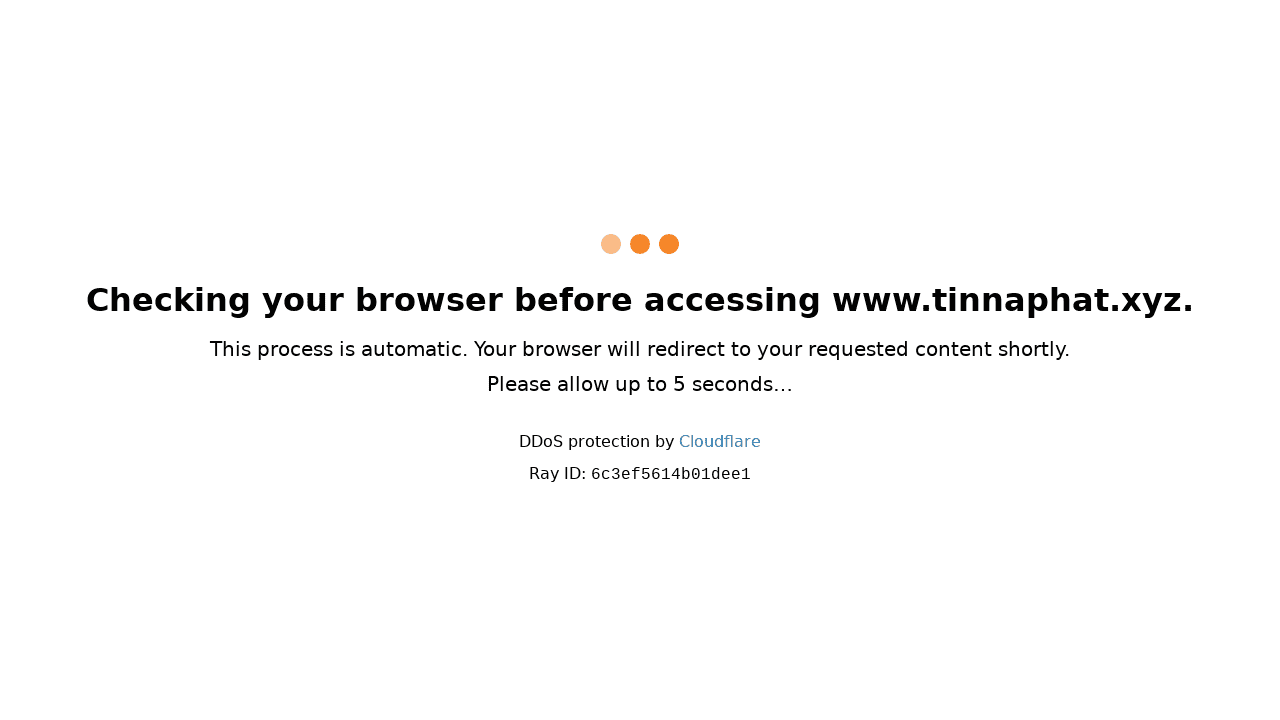 Checking your browser before accessing www.tinnaphat.xyz.
This process is automatic. Your browser will redirect to your requested content shortly.
Please allow up to 5 seconds…
DDoS protection by Cloudflare
Ray ID: 6c3ef5614b01dee1